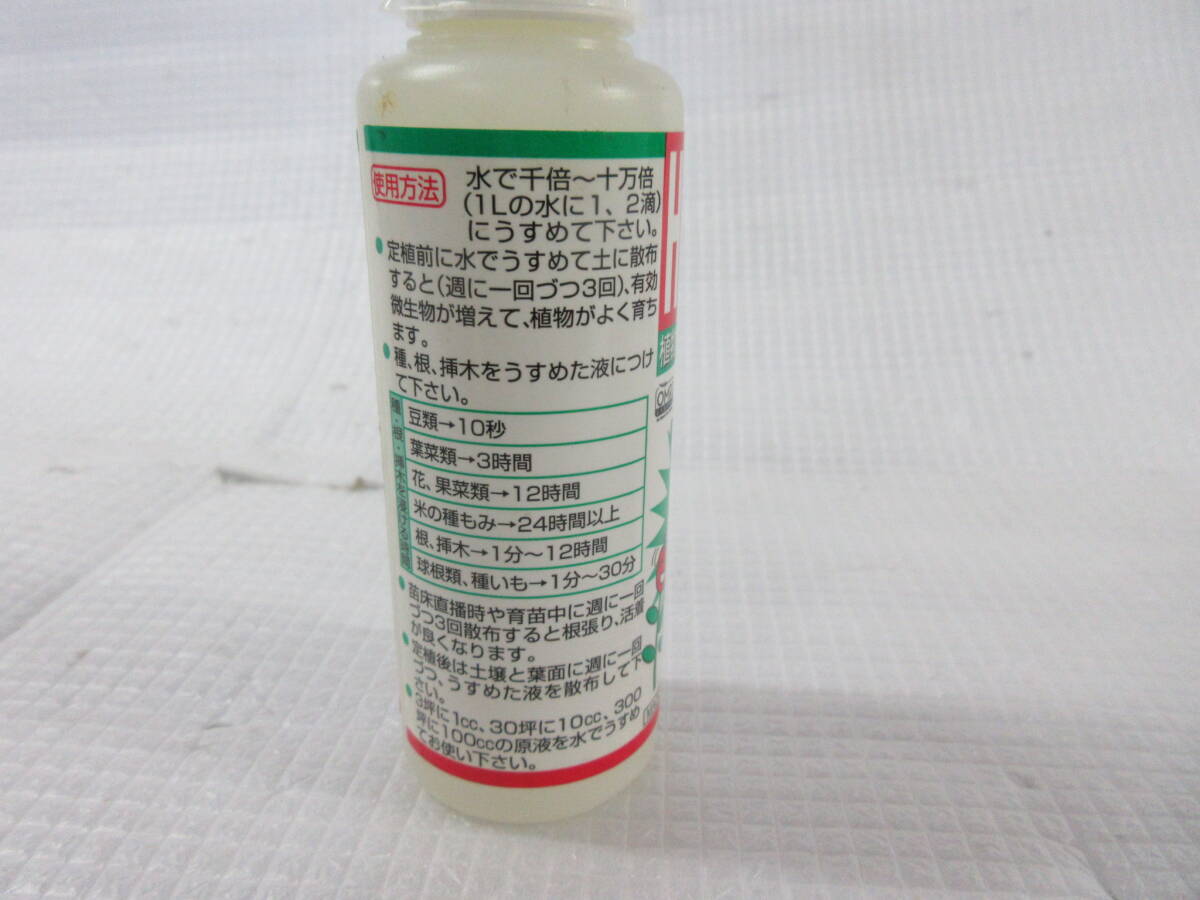 使用方法
水で千倍～十万倍
(1Lの水に1、2滴)
にうすめて下さい。
●定植前に水でうすめて土に散布
すると(週に一回づつ3回)、有効
微生物が増えて、植物がよく育ち
ます。
●種、根、挿木をうすめた液につけ
て下さい。
種・根・挿木を浸ける時間
豆類→10秒
葉菜類→3時間
花、果菜類→12時間
米の種もみ→24時間以上
根、挿木→1分～12時間
球根類、種いも→1分～30分
●苗床直播時や育苗中に週に一回
づつ3回散布すると根張り、活着
が良くなります。
●定植後は土壌と葉面に週に一回
づつ、うすめた液を散布して下
さい。
●3坪に1cc、30坪に10cc、300
坪に100ccの原液を水でうすめ
てお使い下さい。